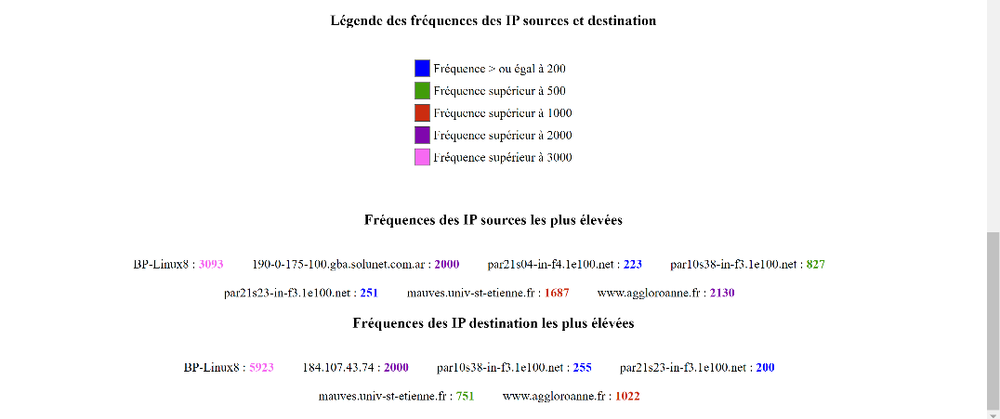 Légende des fréquences des IP sources et destination
Fréquence > ou égal à 200
Fréquence supérieur à 500
Fréquence supérieur à 1000
Fréquence supérieur à 2000
Fréquence supérieur à 3000
Fréquences des IP sources les plus élevées
BP-Linux8 : 3093 190-0-175-100.gba.solunet.com.ar : 2000 par21s04-in-f4.1e100.net : 223 par10s38-in-f3.1e100.net : 827
par21s23-in-f3.1e100.net : 251 mauves.univ-st-etienne.fr : 1687 www.aggloroanne.fr : 2130
Fréquences des IP destination les plus élévées
BP-Linux8 : 5923 184.107.43.74 : 2000 par10s38-in-f3.1e100.net : 255 par21s23-in-f3.1e100.net : 200
mauves.univ-st-etienne.fr : 751 www.aggloroanne.fr : 1022